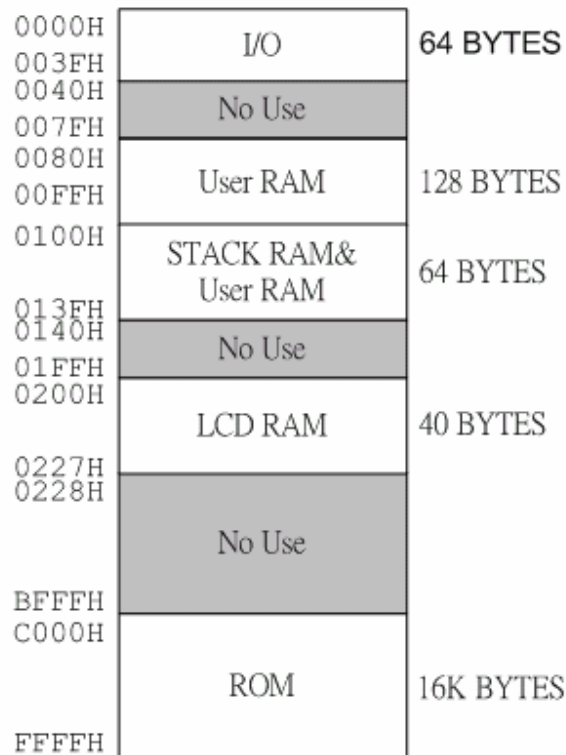 0000H
I/O
64 BYTES
003FH
0040H
No Use
007FH
0080H
User RAM
128 BYTES
00FFH
0100H
STACK RAM&
User RAM
64 BYTES
013FH
0140H
No Use
01FFH
0200H
LCD RAM
40 BYTES
0227H
0228H
No Use
BFFFH
C000H
ROM
16K BYTES
FFFFH